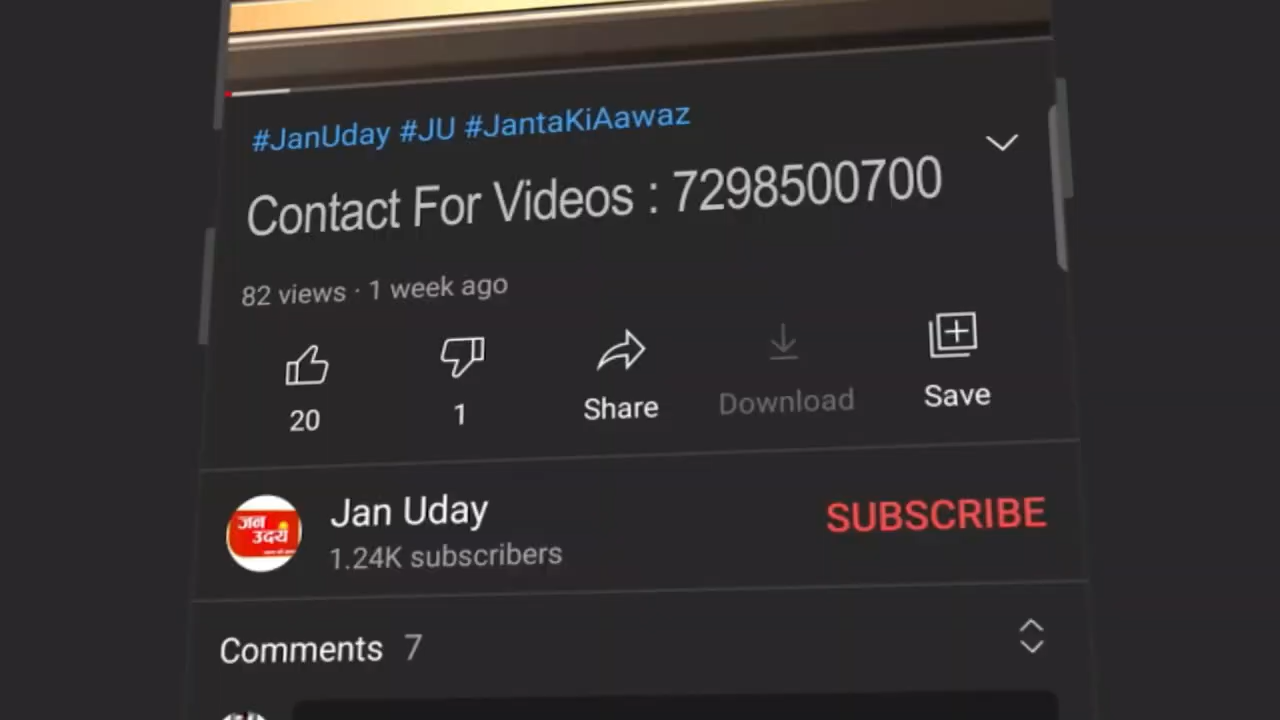 #JanUday #JU #JantaKiAawaz
Contact For Videos : 7298500700
82 views · 1 week ago
20
1
Share
Download
Save
जन
उदय
Jan Uday
1.24K subscribers
SUBSCRIBE
Comments 7